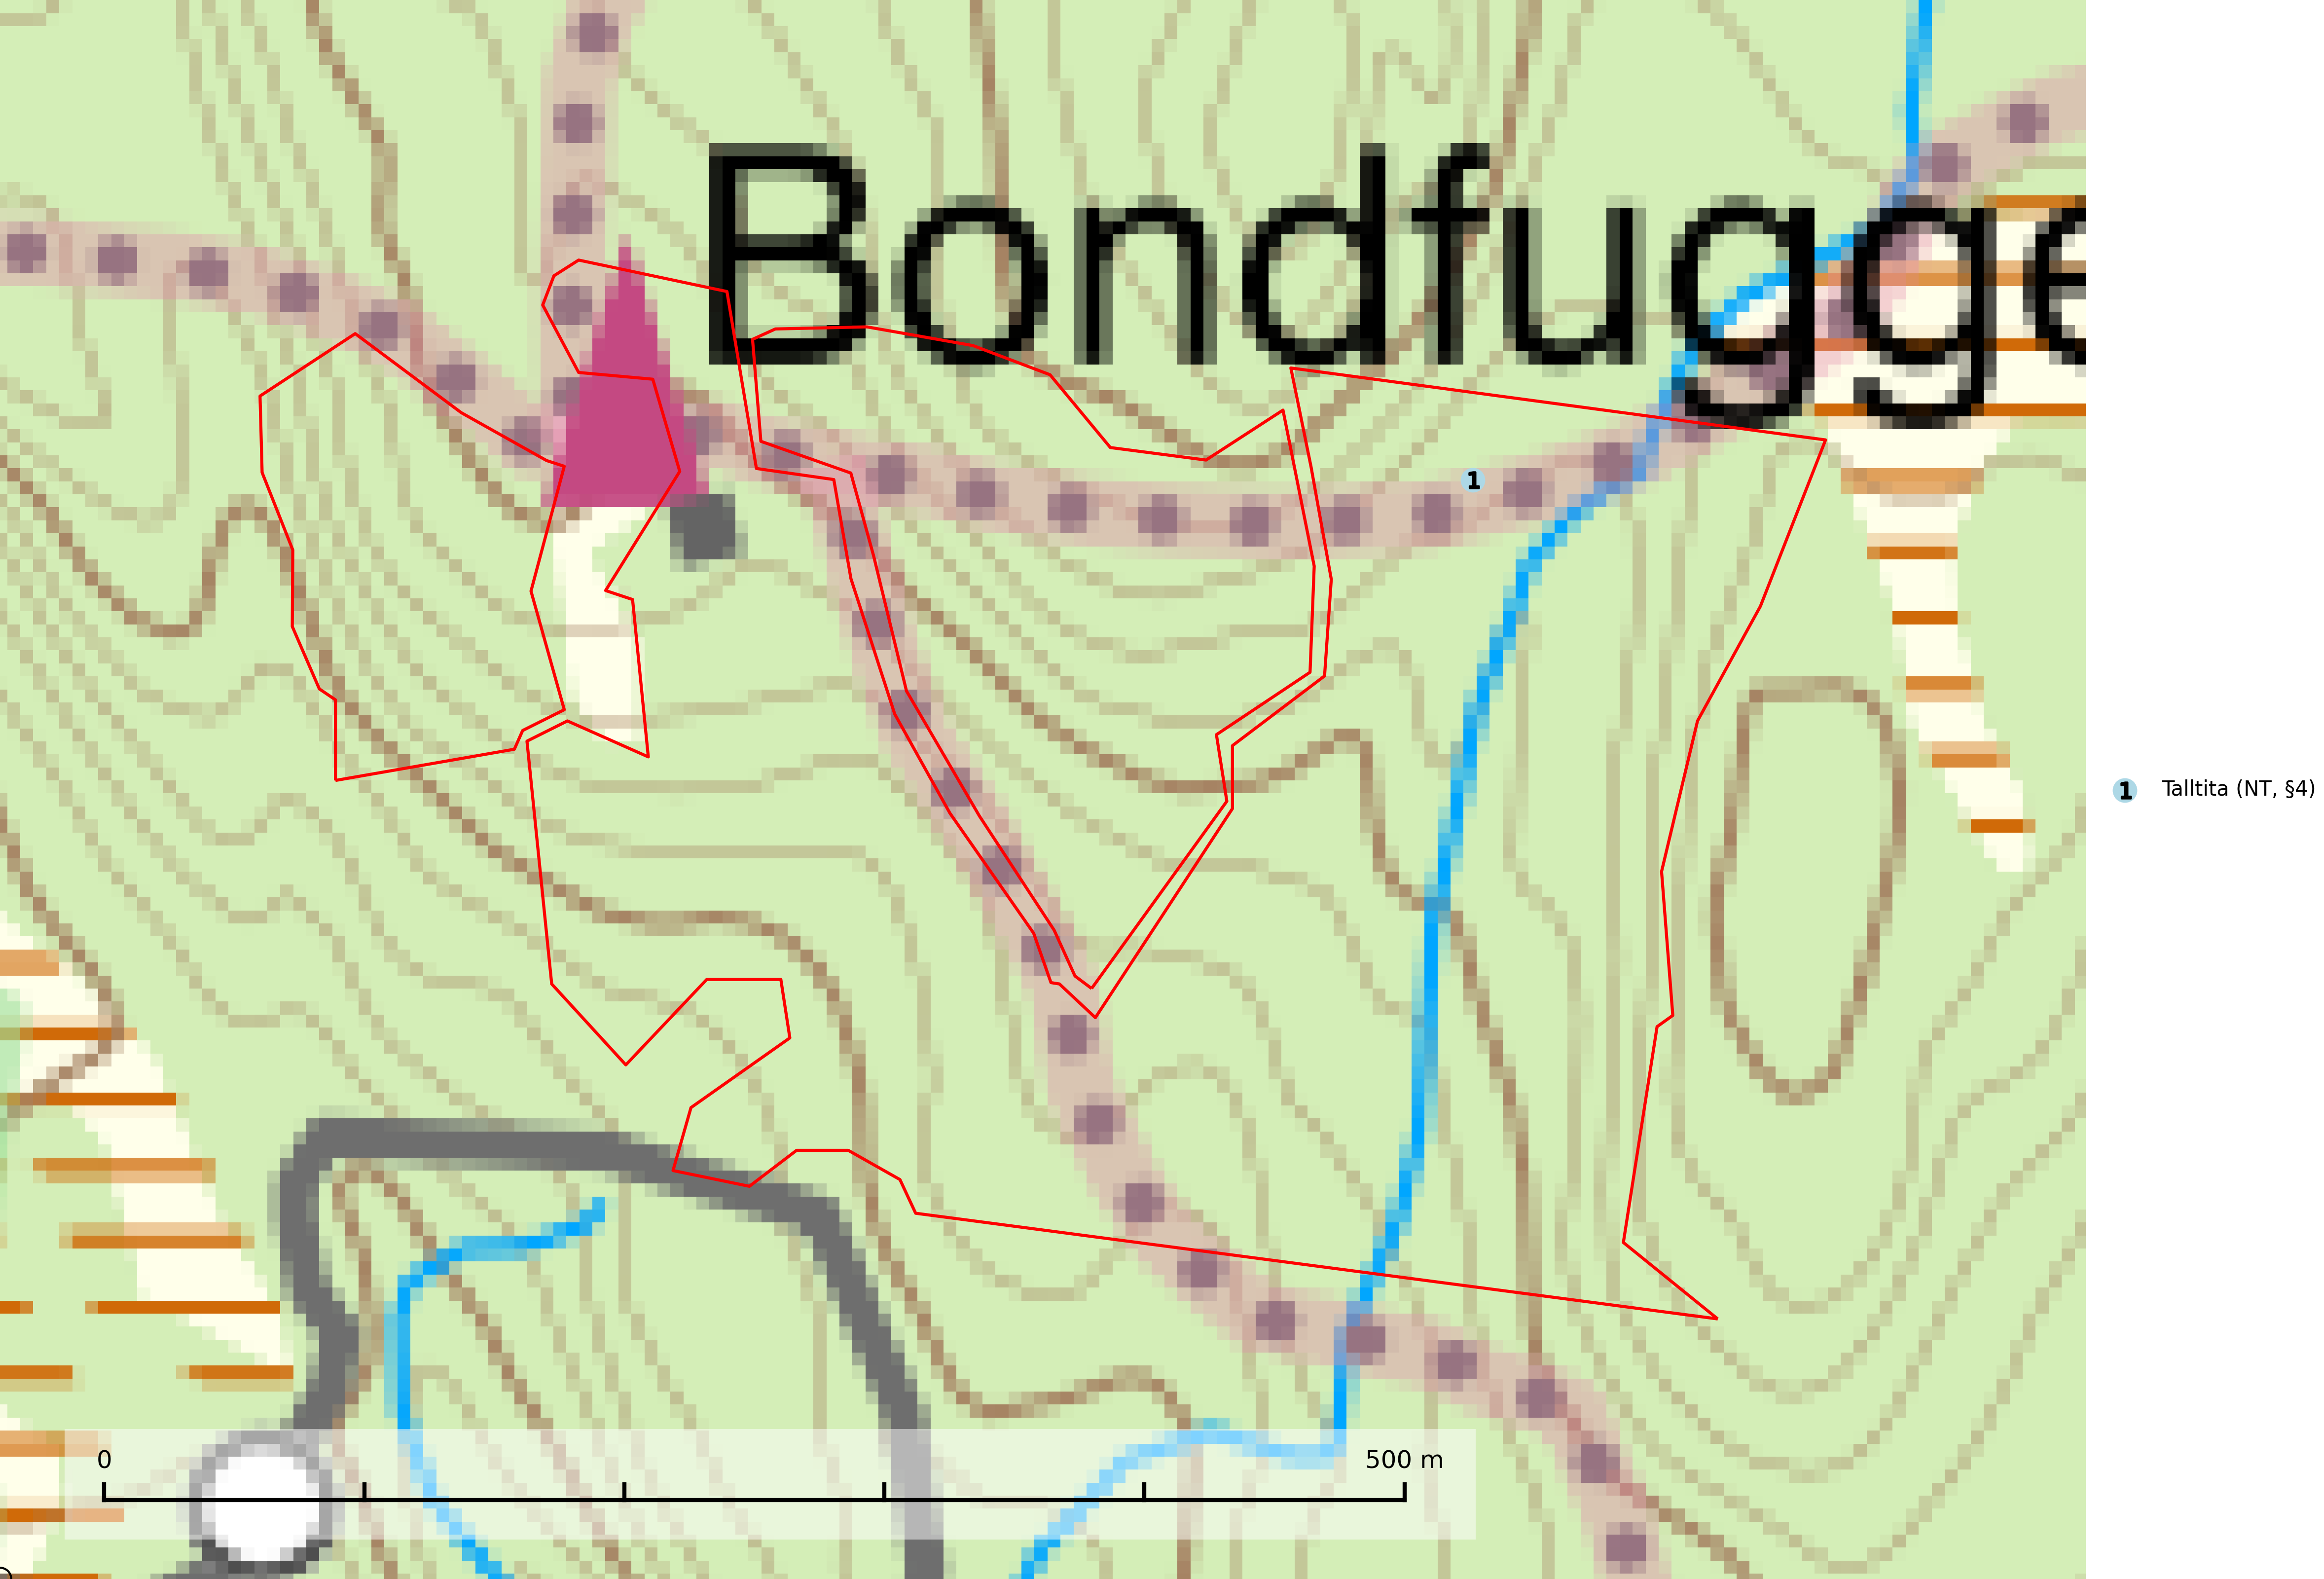 Bondfugge
1
1 Talltita (NT, §4)
0 500 m